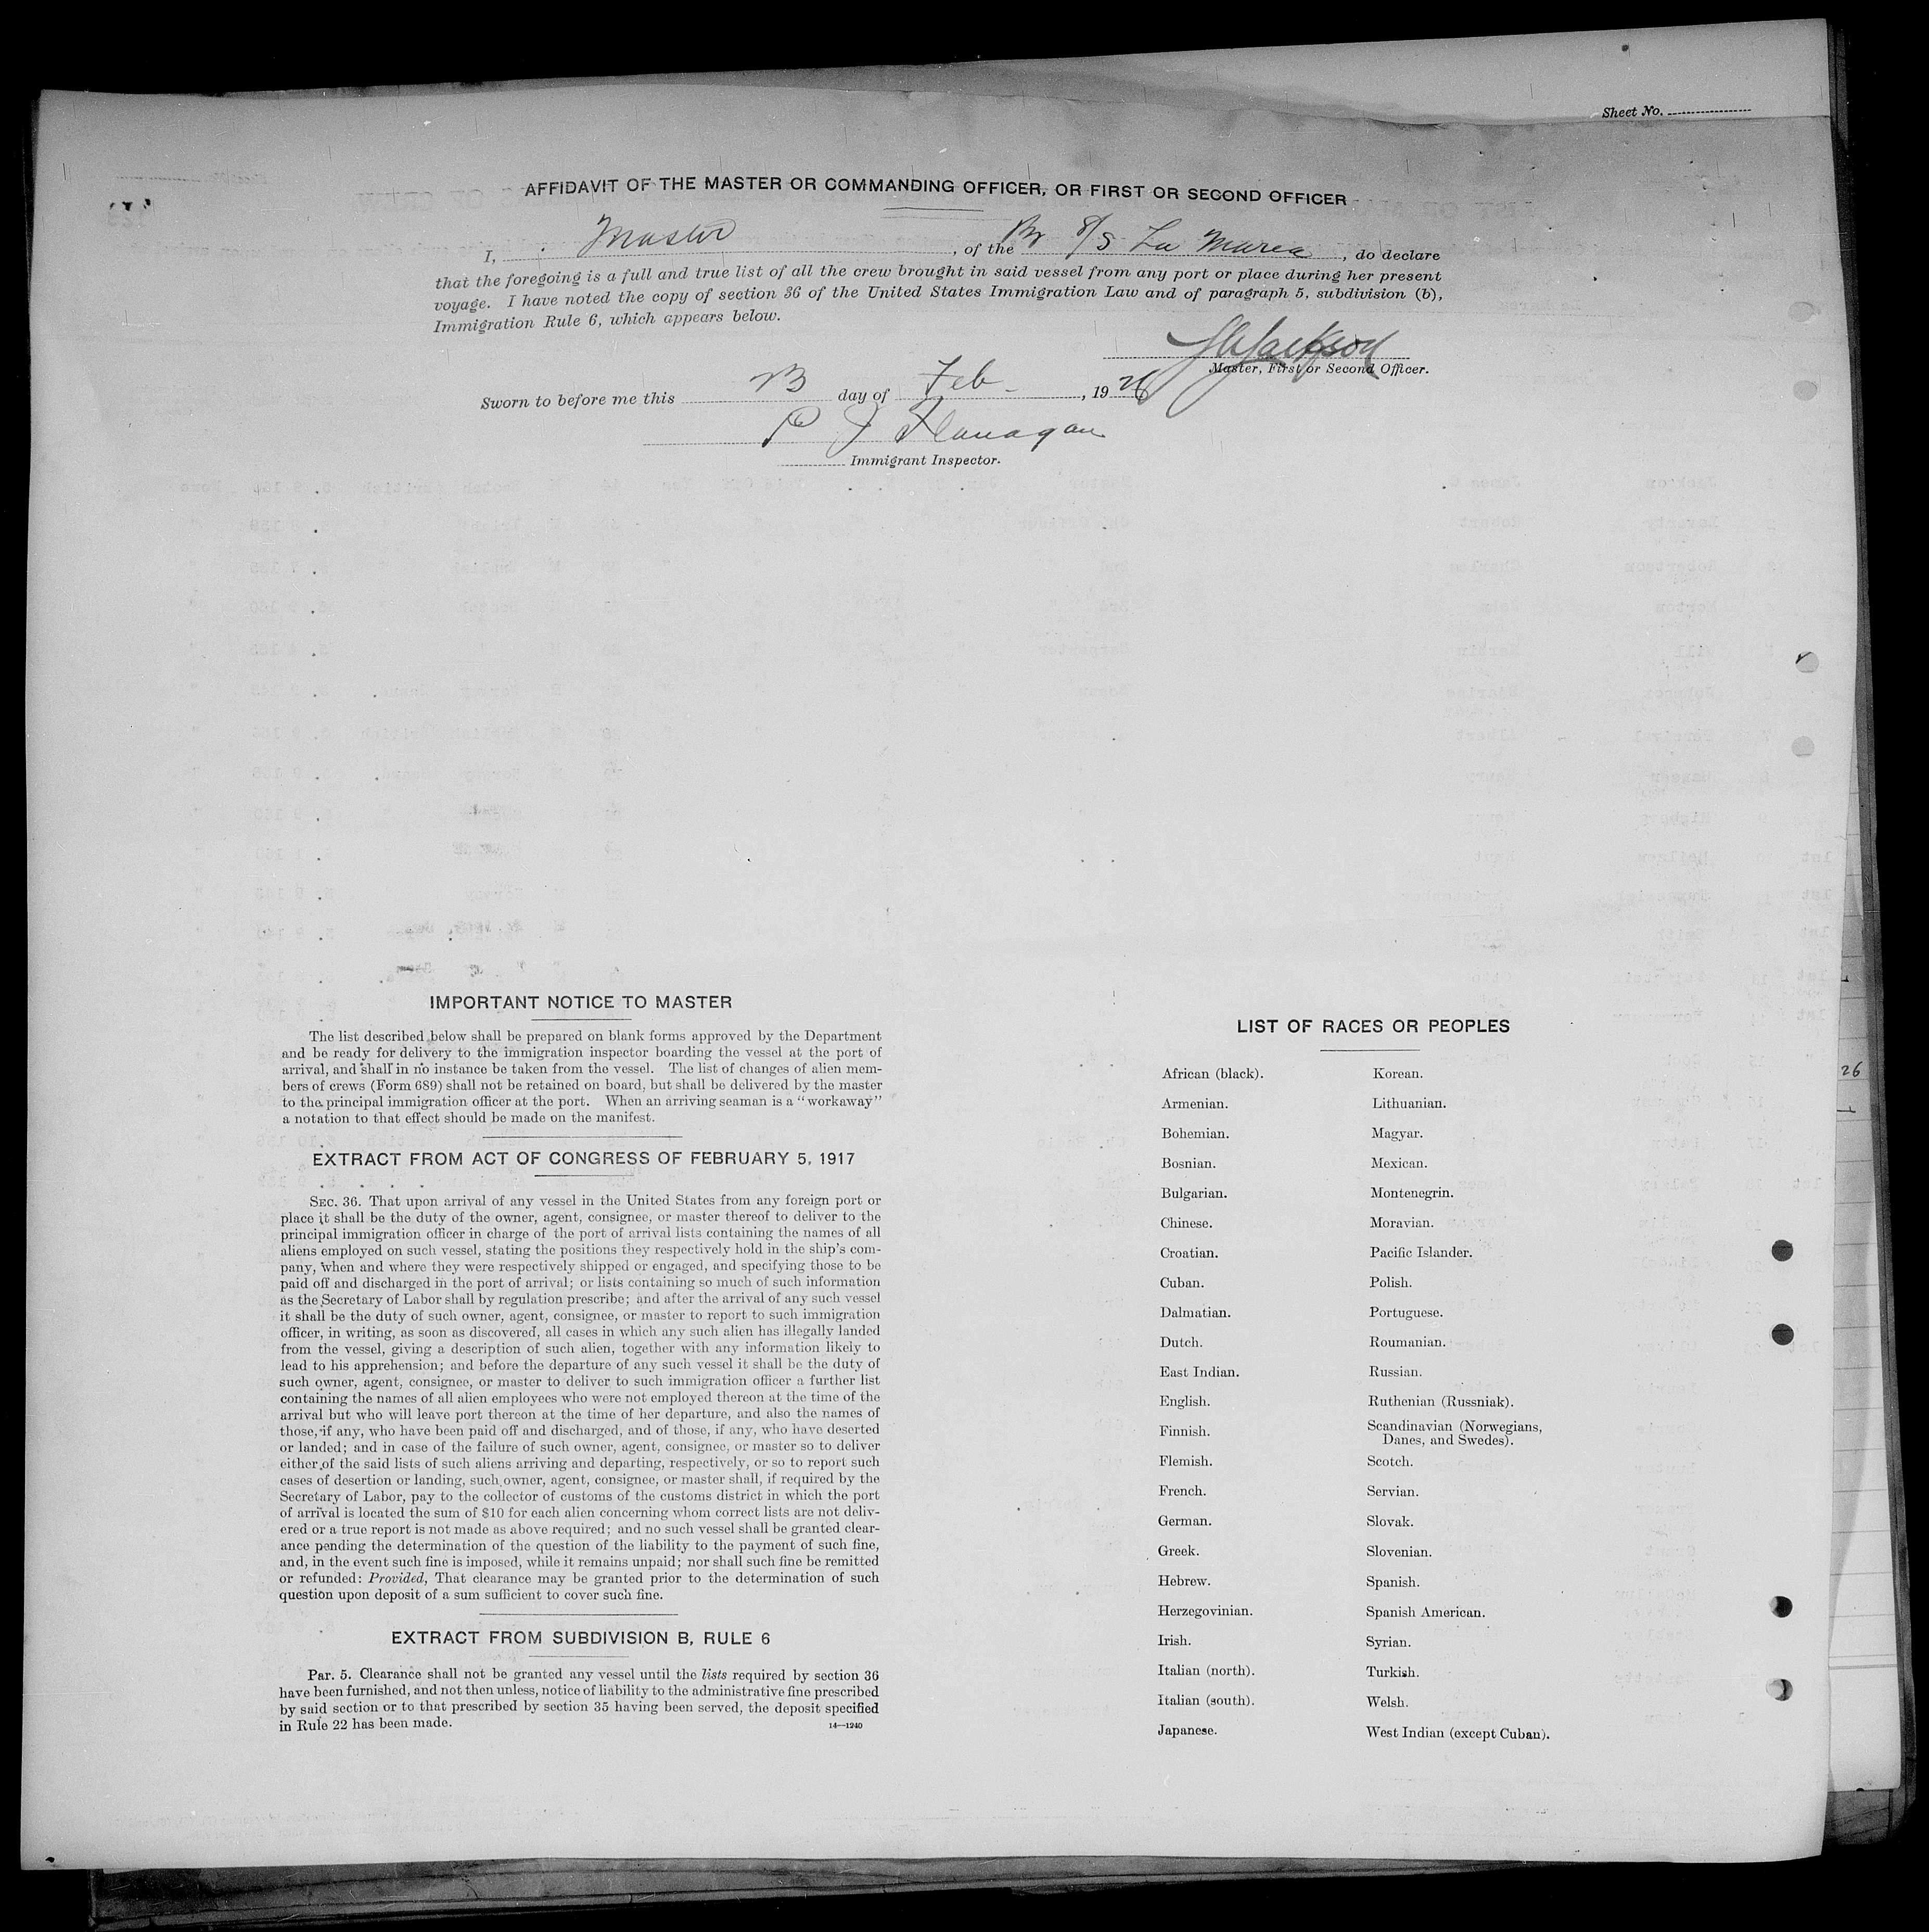 Sheet No.
AFFIDAVIT OF THE MASTER OR COMMANDING OFFICER, OR FIRST OR SECOND OFFICER
I, Master, of the Br S/S La Marea, do declare
that the foregoing is a full and true list of all the crew brought in said vessel from any port or place during her present
voyage. I have noted the copy of section 36 of the United States Immigration Law and of paragraph 5, subdivision (b),
Immigration Rule 6, which appears below.
Jackson
Master, First or Second Officer.
Sworn to before me this 23 day of Feb, 1926
P J Flanagan
Immigrant Inspector.
IMPORTANT NOTICE TO MASTER
The list described below shall be prepared on blank forms approved by the Department
and be ready for delivery to the immigration inspector boarding the vessel at the port of
arrival, and shall in no instance be taken from the vessel. The list of changes of alien mem-
bers of crews (Form 689) shall not be retained on board, but shall be delivered by the master
to the principal immigration officer at the port. When an arriving seaman is a "workaway"
a notation to that effect should be made on the manifest.
EXTRACT FROM ACT OF CONGRESS OF FEBRUARY 5, 1917
SEC. 36. That upon arrival of any vessel in the United States from any foreign port or
place it shall be the duty of the owner, agent, consignee, or master thereof to deliver to the
principal immigration officer in charge of the port of arrival lists containing the names of all
aliens employed on such vessel, stating the positions they respectively hold in the ship's com-
pany, when and where they were respectively shipped or engaged, and specifying those to be
paid off and discharged in the port of arrival; or lists containing so much of such information
as the Secretary of Labor shall by regulation prescribe; and after the arrival of any such vessel
it shall be the duty of such owner, agent, consignee, or master to report to such immigration
officer, in writing, as soon as discovered, all cases in which any such alien has illegally landed
from the vessel, giving a description of such alien, together with any information likely to
lead to his apprehension; and before the departure of any such vessel it shall be the duty of
such owner, agent, consignee, or master to deliver to such immigration officer a further list
containing the names of all alien employees who were not employed thereon at the time of the
arrival but who will leave port thereon at the time of her departure, and also the names of
those, if any, who have been paid off and discharged, and of those, if any, who have deserted
or landed; and in case of the failure of such owner, agent, consignee, or master so to deliver
either of the said lists of such aliens arriving and departing, respectively, or so to report such
cases of desertion or landing, such owner, agent, consignee, or master shall, if required by the
Secretary of Labor, pay to the collector of customs of the customs district in which the port
of arrival is located the sum of $10 for each alien concerning whom correct lists are not deliv-
ered or a true report is not made as above required; and no such vessel shall be granted clear-
ance pending the determination of the question of the liability to the payment of such fine,
and, in the event such fine is imposed, while it remains unpaid; nor shall such fine be remitted
or refunded: Provided, That clearance may be granted prior to the determination of such
question upon deposit of a sum sufficient to cover such fine.
EXTRACT FROM SUBDIVISION B, RULE 6
Par. 5. Clearance shall not be granted any vessel until the lists required by section 36
have been furnished, and not then unless, notice of liability to the administrative fine prescribed
by said section or to that prescribed by section 35 having been served, the deposit specified
in Rule 22 has been made.
14—1240
LIST OF RACES OR PEOPLES
African (black).
Armenian.
Bohemian.
Bosnian.
Bulgarian.
Chinese.
Croatian.
Cuban.
Dalmatian.
Dutch.
East Indian.
English.
Finnish.
Flemish.
French.
German.
Greek.
Hebrew.
Herzegovinian.
Irish.
Italian (north).
Italian (south).
Japanese.
Korean.
Lithuanian.
Magyar.
Mexican.
Montenegrin.
Moravian.
Pacific Islander.
Polish.
Portuguese.
Roumanian.
Russian.
Ruthenian (Russniak).
Scandinavian (Norwegians,
Danes, and Swedes).
Scotch.
Servian.
Slovak.
Slovenian.
Spanish.
Spanish American.
Syrian.
Turkish.
Welsh.
West Indian (except Cuban).
26